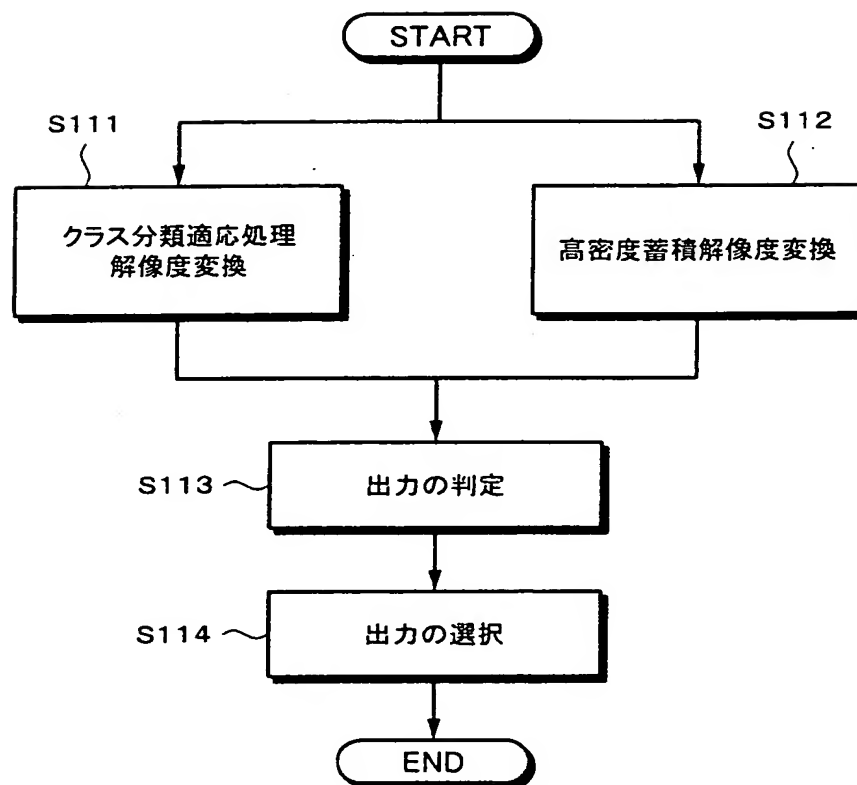 START
S111
S112
クラス分類適応処理
解像度変換
高密度蓄積解像度変換
S113
出力の判定
S114
出力の選択
END